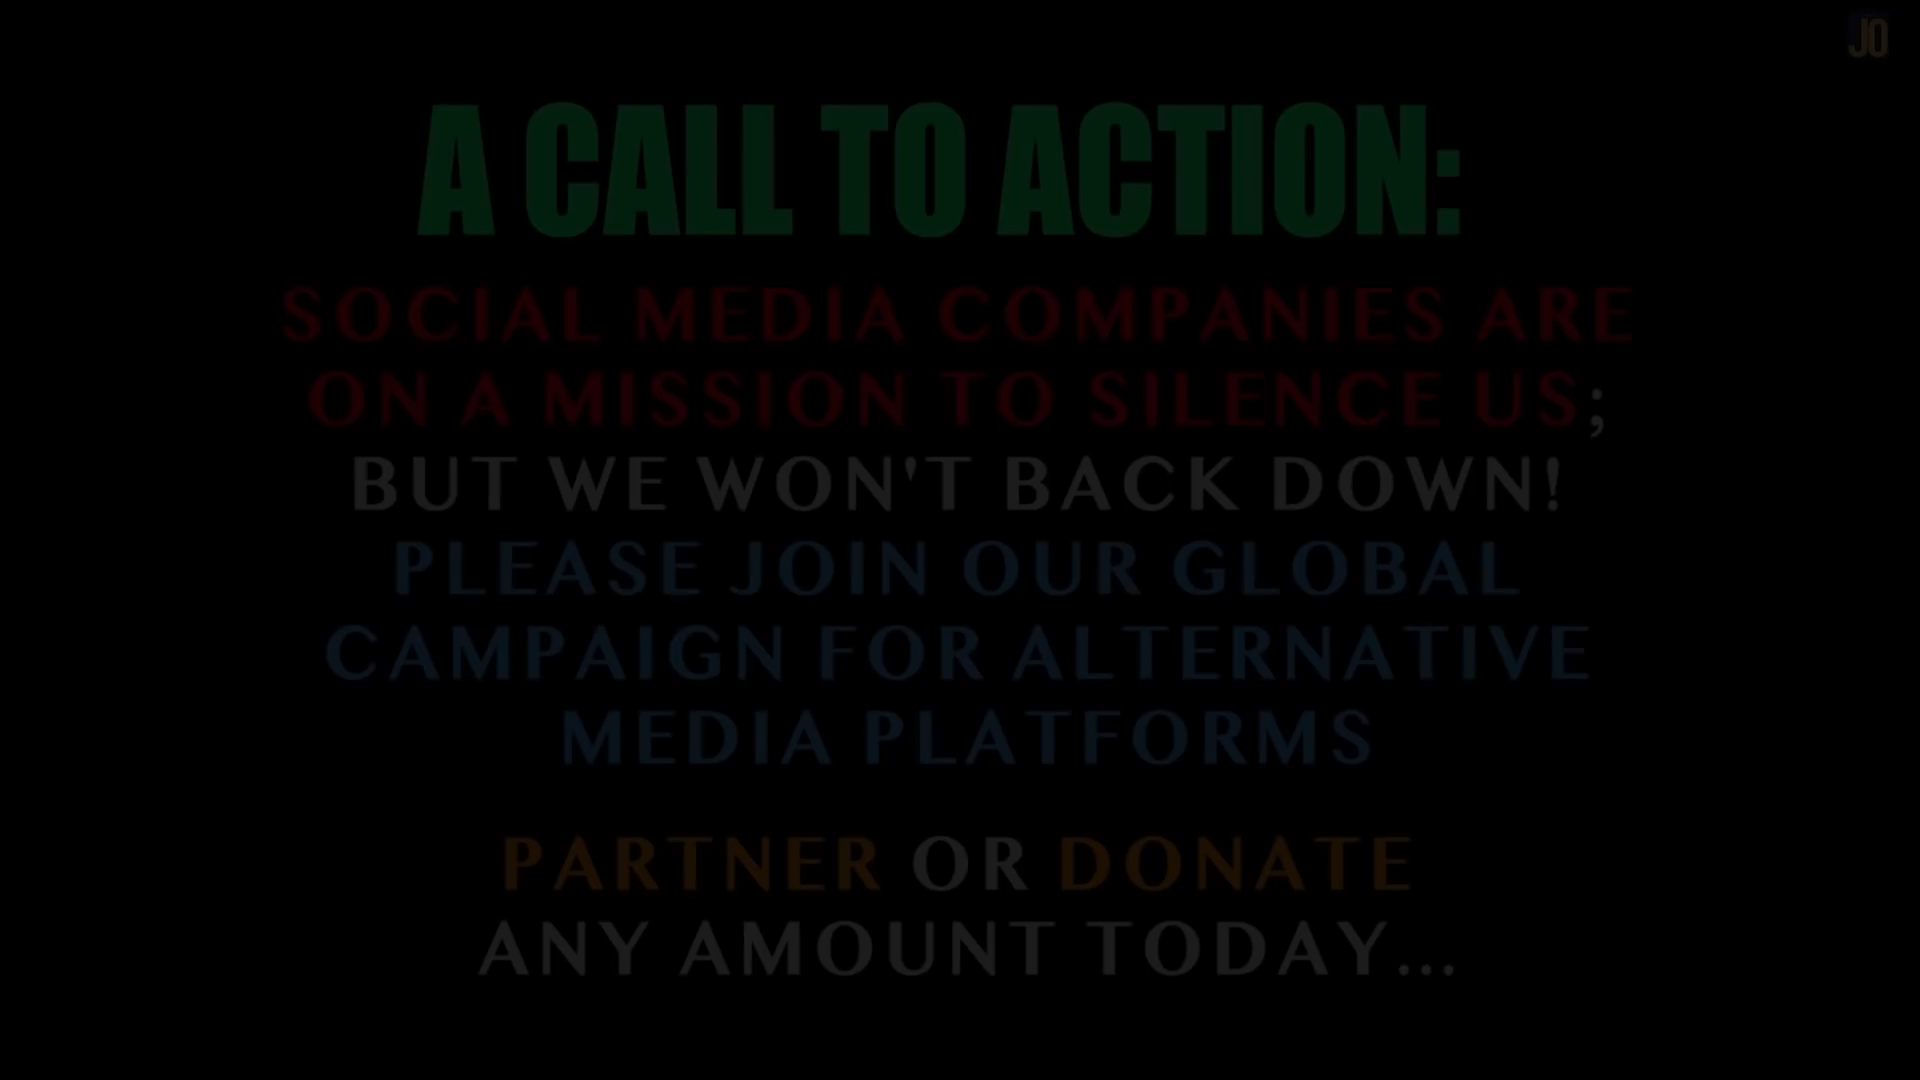 JO
A CALL TO ACTION:
SOCIAL MEDIA COMPANIES ARE
ON A MISSION TO SILENCE US;
BUT WE WON'T BACK DOWN!
PLEASE JOIN OUR GLOBAL
CAMPAIGN FOR ALTERNATIVE
MEDIA PLATFORMS
PARTNER OR DONATE
ANY AMOUNT TODAY...